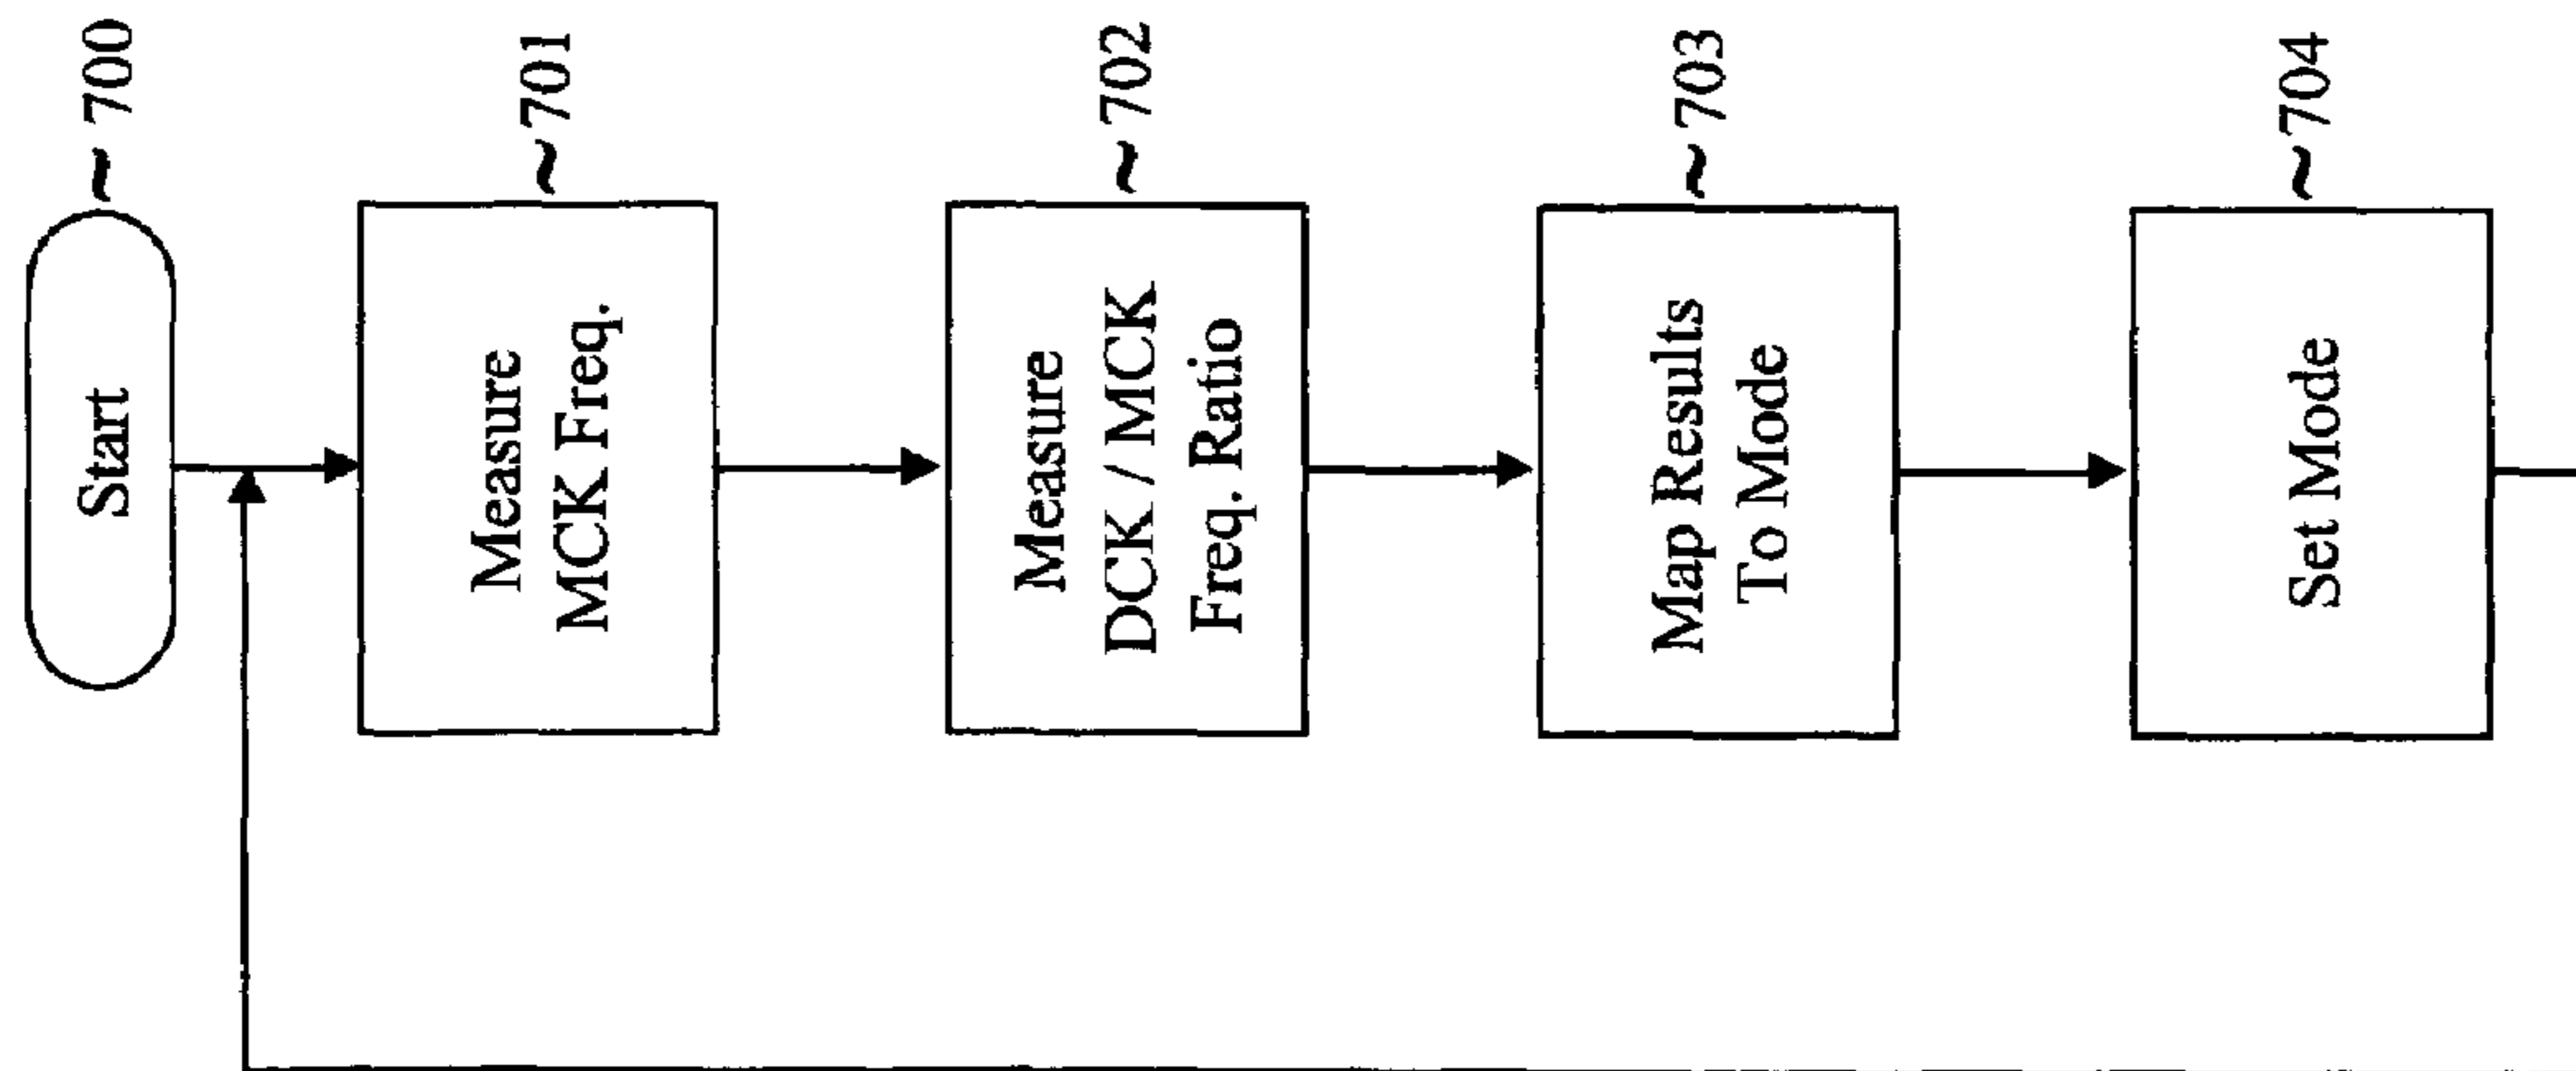 Start
~ 700
Measure
MCK Freq.
~ 701
Measure
DCK / MCK
Freq. Ratio
~ 702
Map Results
To Mode
~ 703
Set Mode
~ 704